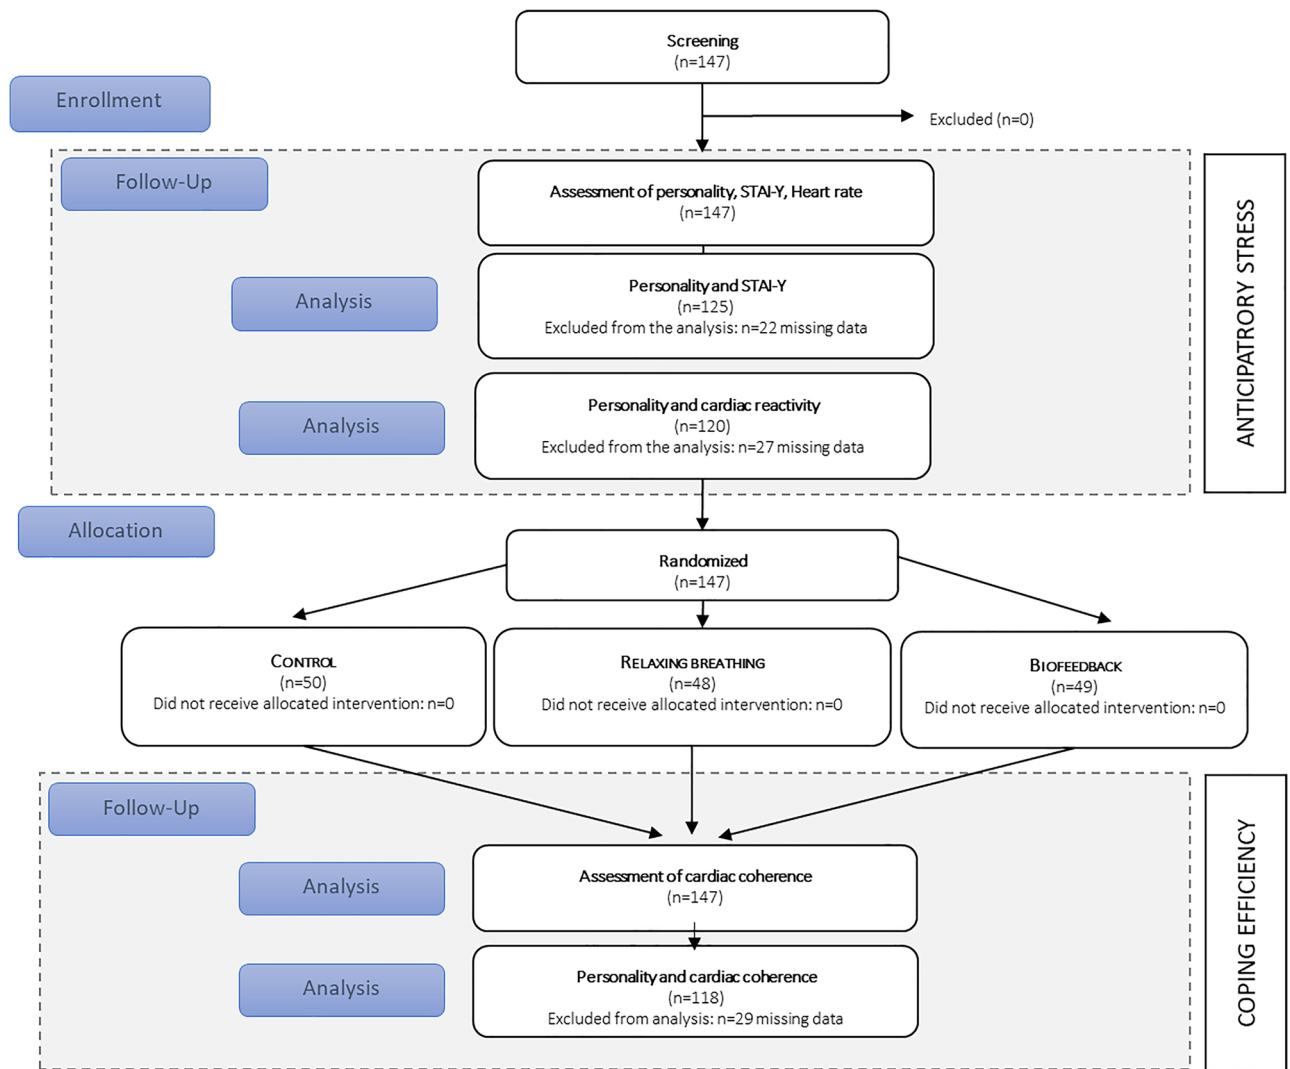 Screening
(n=147)
Enrollment
Excluded (n=0)
Follow-Up
Assessment of personality, STAI-Y, Heart rate
(n=147)
ANTICIPATRORY STRESS
Analysis
Personality and STAI-Y
(n=125)
Excluded from the analysis: n=22 missing data
Analysis
Personality and cardiac reactivity
(n=120)
Excluded from the analysis: n=27 missing data
Allocation
Randomized
(n=147)
CONTROL
(n=50)
Did not receive allocated intervention: n=0
RELAXING BREATHING
(n=48)
Did not receive allocated intervention: n=0
BIOFEEDBACK
(n=49)
Did not receive allocated intervention: n=0
Follow-Up
COPING EFFICIENCY
Analysis
Assessment of cardiac coherence
(n=147)
Analysis
Personality and cardiac coherence
(n=118)
Excluded from analysis: n=29 missing data